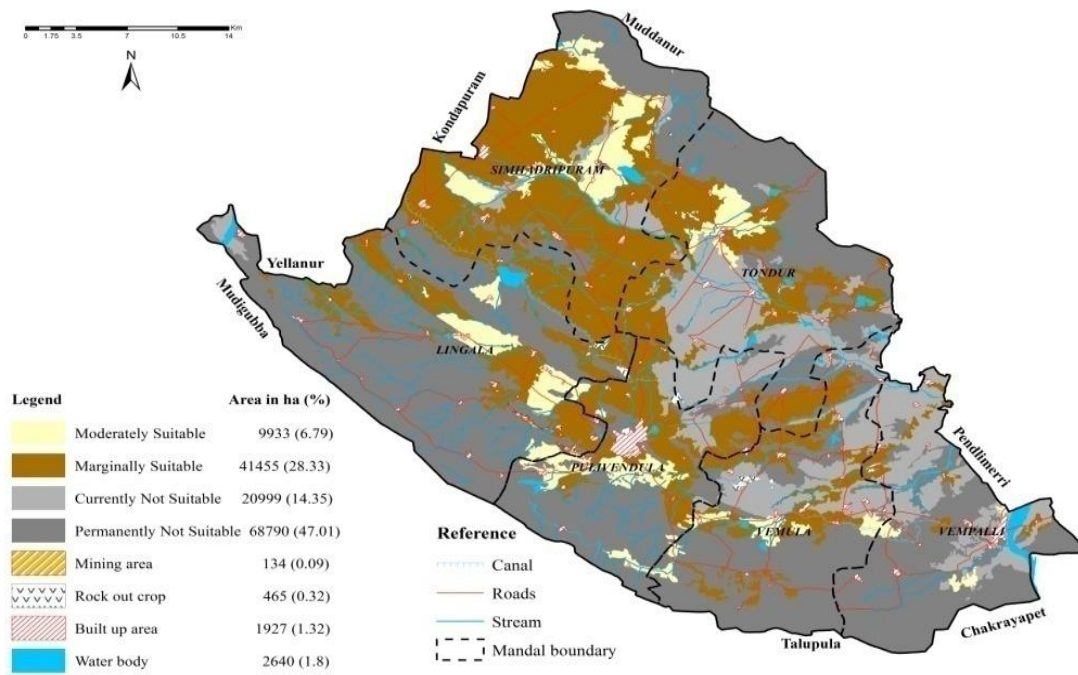 Km
0 1.75 3.5 7 10.5 14
N
Muddanur
Kondapuram
SIMHADRIPURAM
Yellanur
TONDUR
Mudigubba
LINGALA
Pendlimerri
PULIVENDULA
VEMULA
VEMPALLI
Talupula
Chakrayapet
Legend Area in ha (%)
Moderately Suitable 9933 (6.79)
Marginally Suitable 41455 (28.33)
Currently Not Suitable 20999 (14.35)
Permanently Not Suitable 68790 (47.01)
Mining area 134 (0.09)
Rock out crop 465 (0.32)
Built up area 1927 (1.32)
Water body 2640 (1.8)
Reference
Canal
Roads
Stream
Mandal boundary